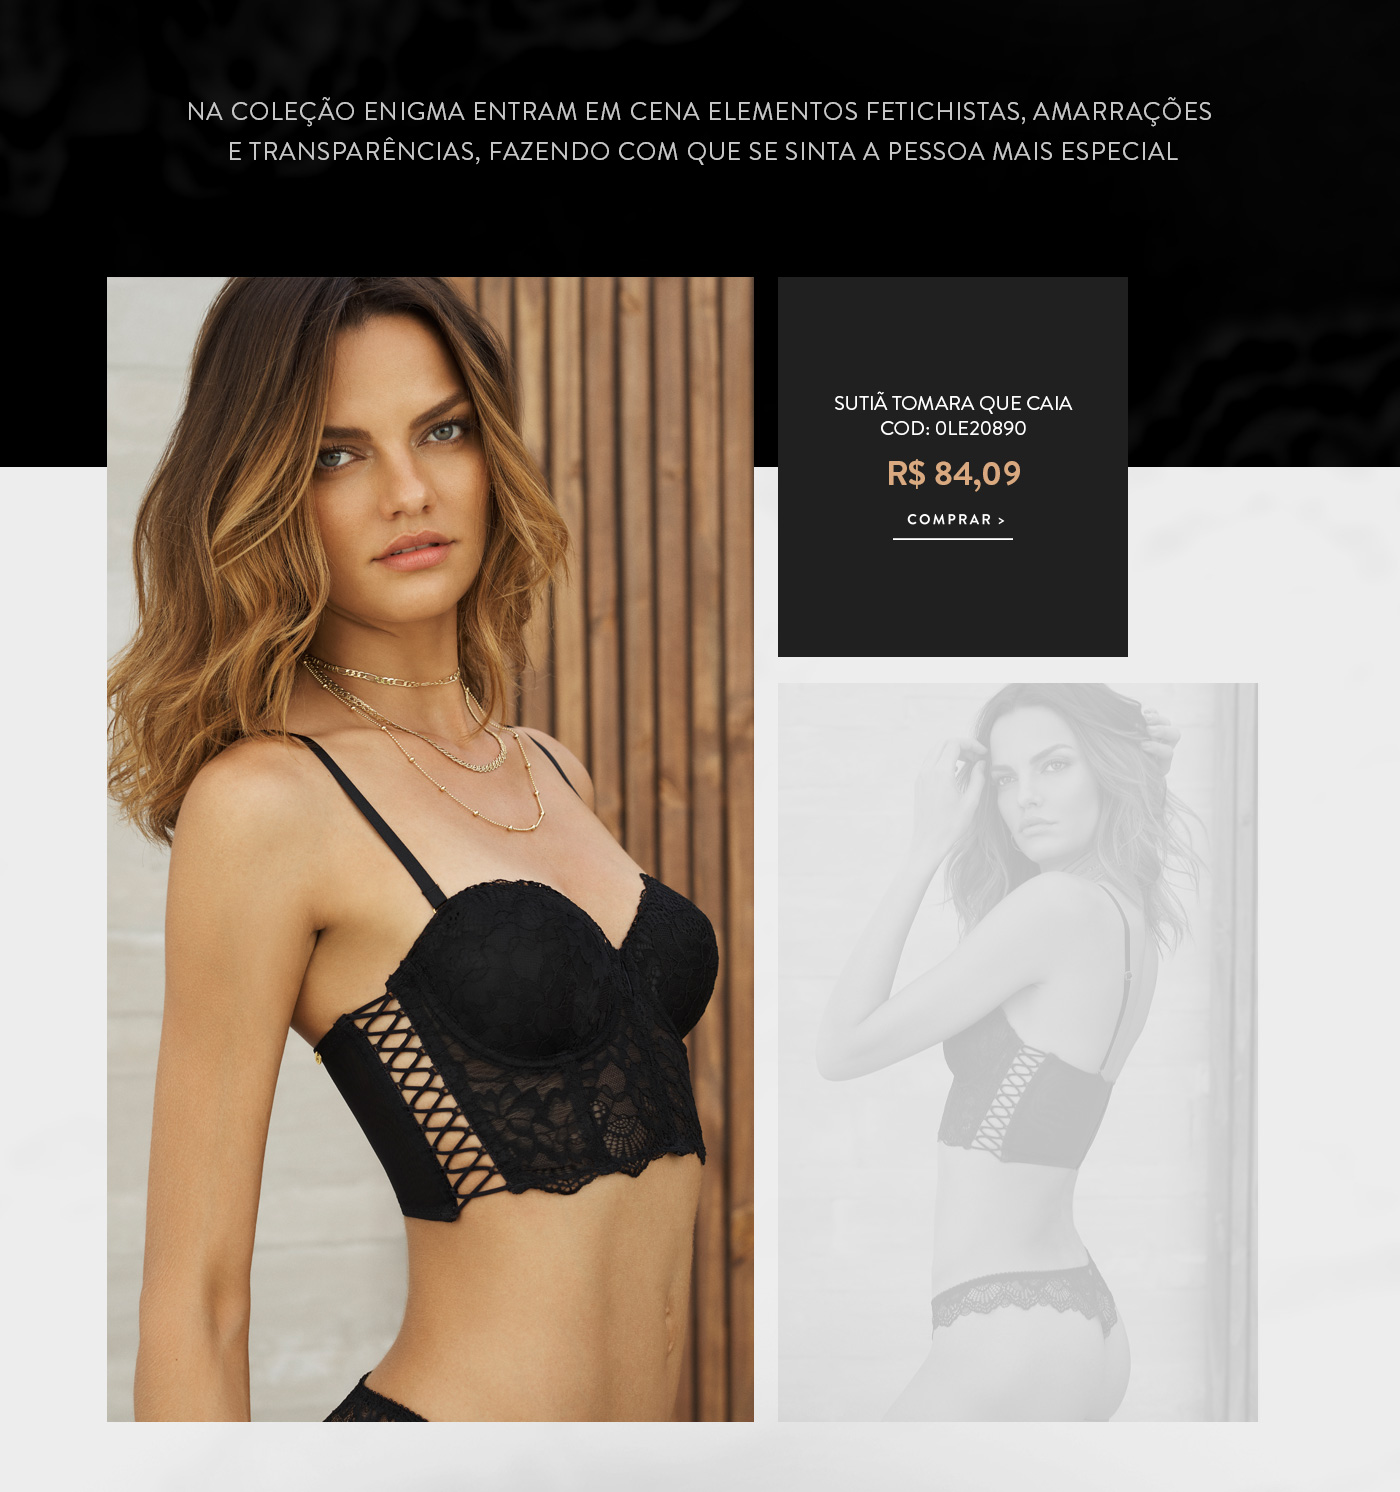 NA COLEÇÃO ENIGMA ENTRAM EM CENA ELEMENTOS FETICHISTAS, AMARRAÇÕES
E TRANSPARÊNCIAS, FAZENDO COM QUE SE SINTA A PESSOA MAIS ESPECIAL
SUTIÃ TOMARA QUE CAIA
COD: 0LE20890
R$ 84,09
COMPRAR >